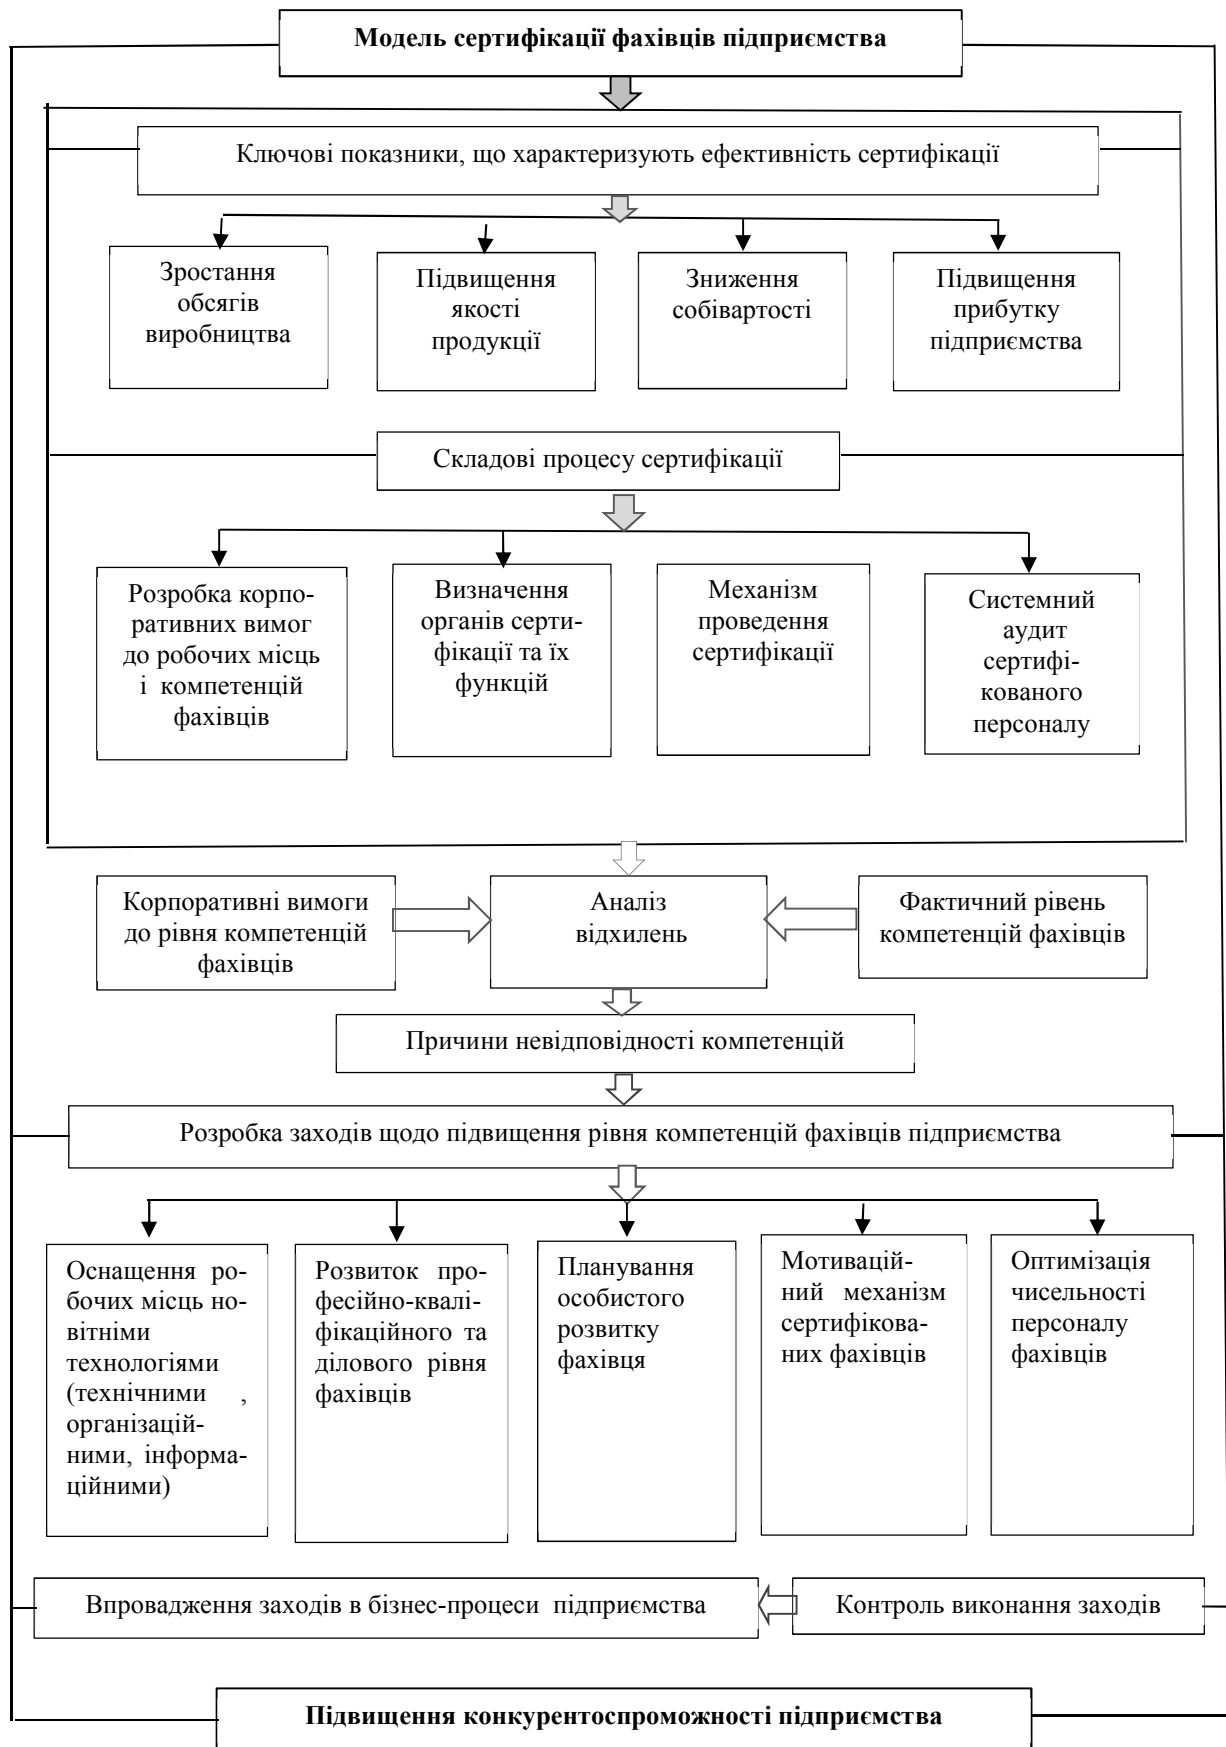 Модель сертифікації фахівців підприємства
Ключові показники, що характеризують ефективність сертифікації
Зростання
обсягів
виробництва
Підвищення
якості
продукції
Зниження
собівартості
Підвищення
прибутку
підприємства
Складові процесу сертифікації
Розробка корпо-
ративних вимог
до робочих місць
і компетенцій
фахівців
Визначення
органів серти-
фікації та їх
функцій
Механізм
проведення
сертифікації
Системний
аудит
сертифі-
кованого
персоналу
Корпоративні вимоги
до рівня компетенцій
фахівців
Аналіз
відхилень
Фактичний рівень
компетенцій фахівців
Причини невідповідності компетенцій
Розробка заходів щодо підвищення рівня компетенцій фахівців підприємства
Оснащення ро-
бочих місць но-
вітніми
технологіями
(технічними ,
організацій-
ними, інформа-
ційними)
Розвиток про-
фесійно-квалі-
фікаційного та
ділового рівня
фахівців
Планування
особистого
розвитку
фахівця
Мотивацій-
ний механізм
сертифікова-
них фахівців
Оптимізація
чисельності
персоналу
фахівців
Впровадження заходів в бізнес-процеси підприємства
Контроль виконання заходів
Підвищення конкурентоспроможності підприємства